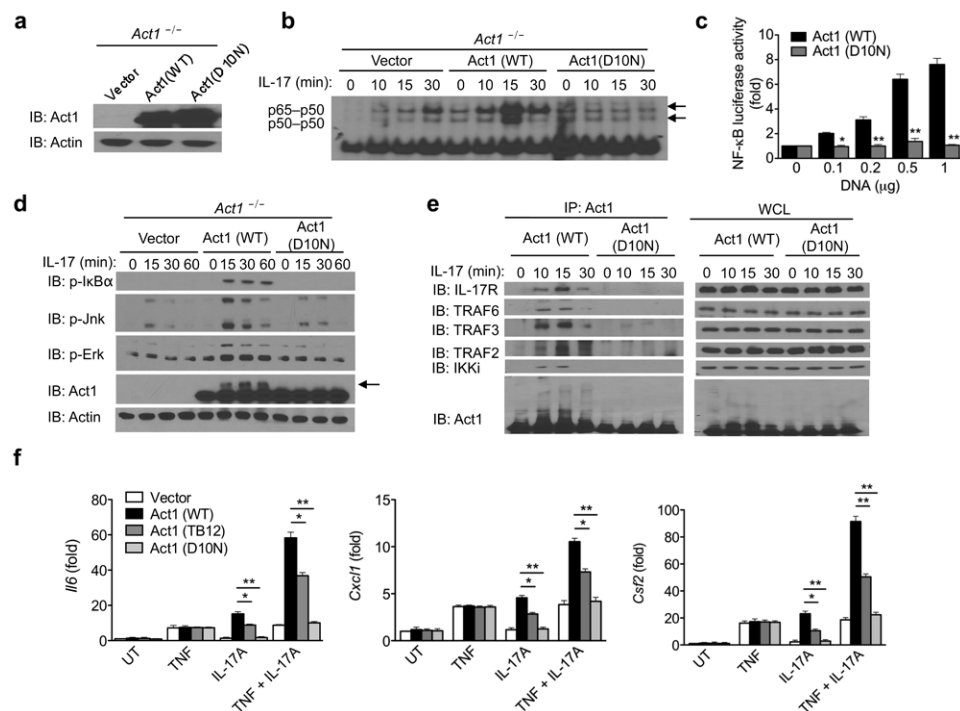 a
Act1 −/−
Vector
Act1(WT)
Act1(D10N)
IB: Act1
IB: Actin
b
Act1 −/−
Vector Act1 (WT) Act1(D10N)
IL-17 (min): 0 10 15 30 0 10 15 30 0 10 15 30
p65–p50
p50–p50
c
Act1 (WT)
Act1 (D10N)
NF-κB luciferase activity
(fold)
10
8
6
4
2
0
* ** ** **
0 0.1 0.2 0.5 1
DNA (µg)
d
Act1 −/−
Vector Act1 (WT) Act1
(D10N)
IL-17 (min): 0 15 30 60 0 15 30 60 0 15 30 60
IB: p-IκBα
IB: p-Jnk
IB: p-Erk
IB: Act1
IB: Actin
e
IP: Act1
Act1 (WT) Act1
(D10N)
IL-17 (min): 0 10 15 30 0 10 15 30
IB: IL-17R
IB: TRAF6
IB: TRAF3
IB: TRAF2
IB: IKKi
IB: Act1
WCL
Act1 (WT) Act1
(D10N)
0 10 15 30 0 10 15 30
f
Vector
Act1 (WT)
Act1 (TB12)
Act1 (D10N)
Il6 (fold)
80
60
40
20
0
**
*
**
*
UT TNF IL-17A TNF + IL-17A
Cxcl1 (fold)
15
10
5
0
**
*
**
*
UT TNF IL-17A TNF + IL-17A
Csf2 (fold)
100
80
60
40
20
0
**
**
**
*
UT TNF IL-17A TNF + IL-17A